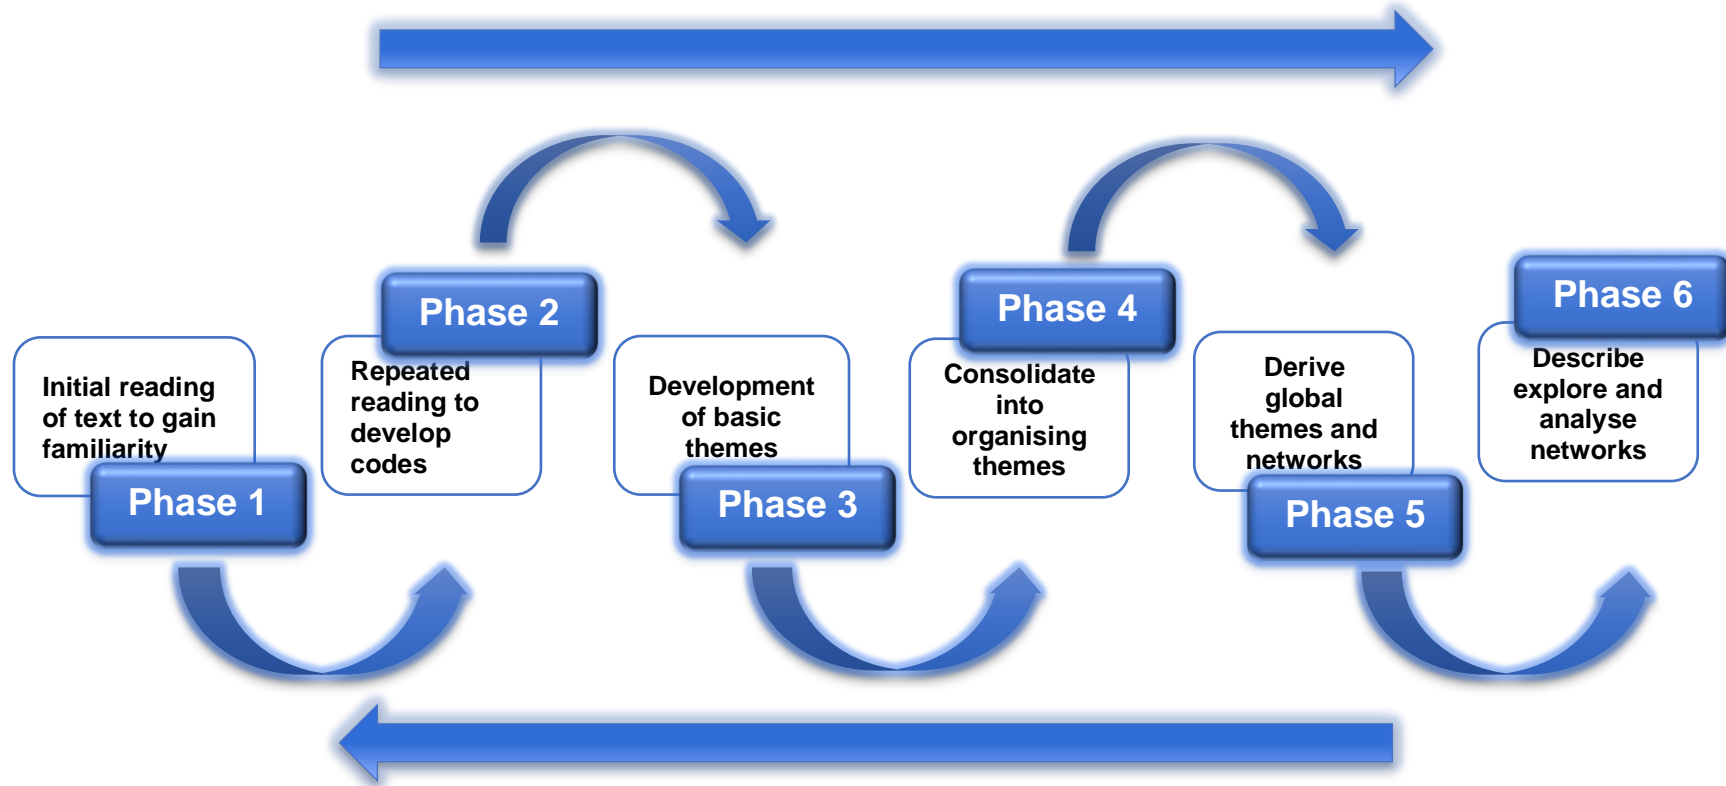 Initial reading
of text to gain
familiarity
Phase 1
Phase 2
Repeated
reading to
develop
codes
Development
of basic
themes
Phase 3
Phase 4
Consolidate
into
organising
themes
Derive
global
themes and
networks
Phase 5
Phase 6
Describe
explore and
analyse
networks